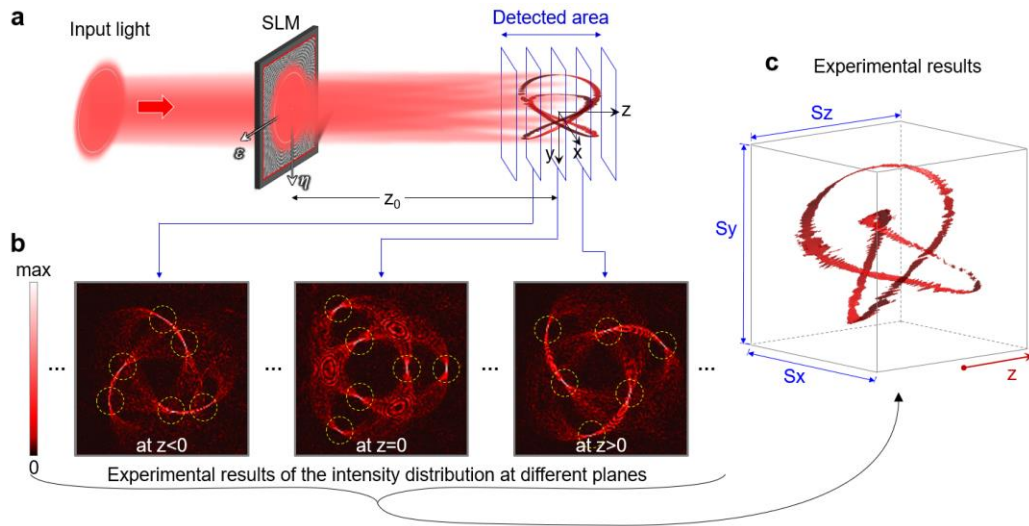 a
Input light
SLM
Detected area
ε
η
z
y
x
z0
b
max
0
...
at z<0
...
at z=0
...
at z>0
...
Experimental results of the intensity distribution at different planes
c
Experimental results
Sz
Sy
Sx
z